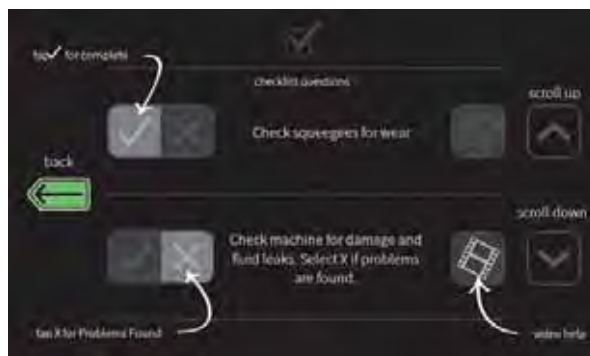 tap✓ for complete
checklist questions
scroll up
Check squeegees for wear
back
scroll down
Check machine for damage and
fluid leaks. Select X if problems
are found.
tap X for Problems Found
video help